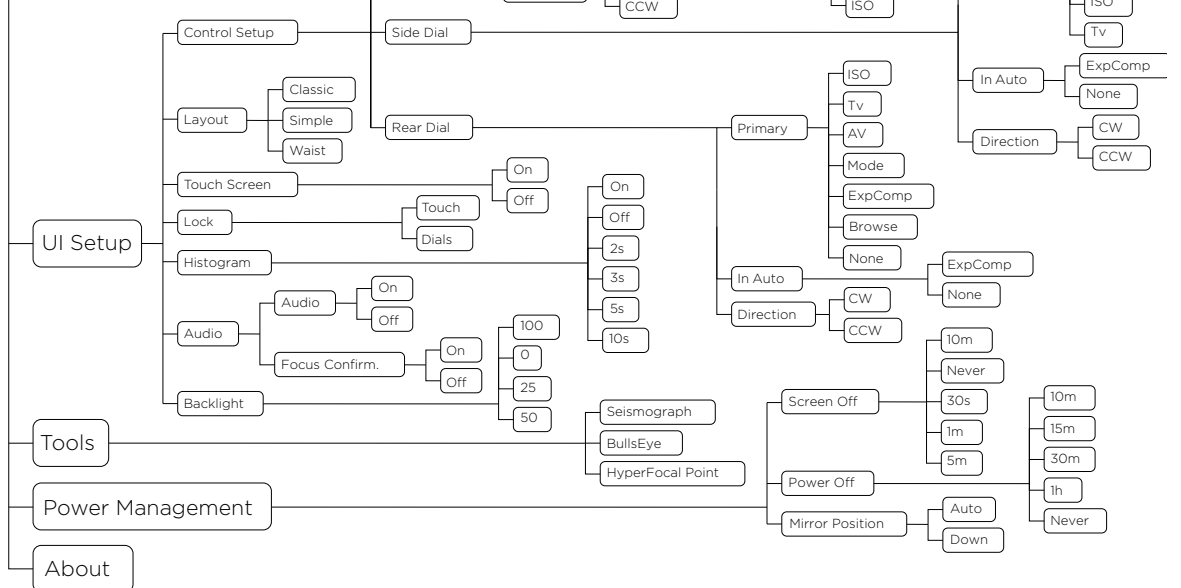 CCW
ISO
ISO
Control Setup
Side Dial
Tv
In Auto
ExpComp
None
Direction
CW
CCW
Layout
Classic
Simple
Waist
Rear Dial
Primary
ISO
Tv
AV
Mode
ExpComp
Browse
None
In Auto
ExpComp
None
Direction
CW
CCW
Touch Screen
On
Off
UI Setup
Lock
Touch
Dials
Histogram
On
Off
2s
3s
5s
10s
Audio
Audio
On
Off
Focus Confirm.
On
Off
Backlight
100
0
25
50
Tools
Seismograph
BullsEye
HyperFocal Point
Power Management
Screen Off
10m
Never
30s
1m
5m
Power Off
10m
15m
30m
1h
Never
Mirror Position
Auto
Down
About